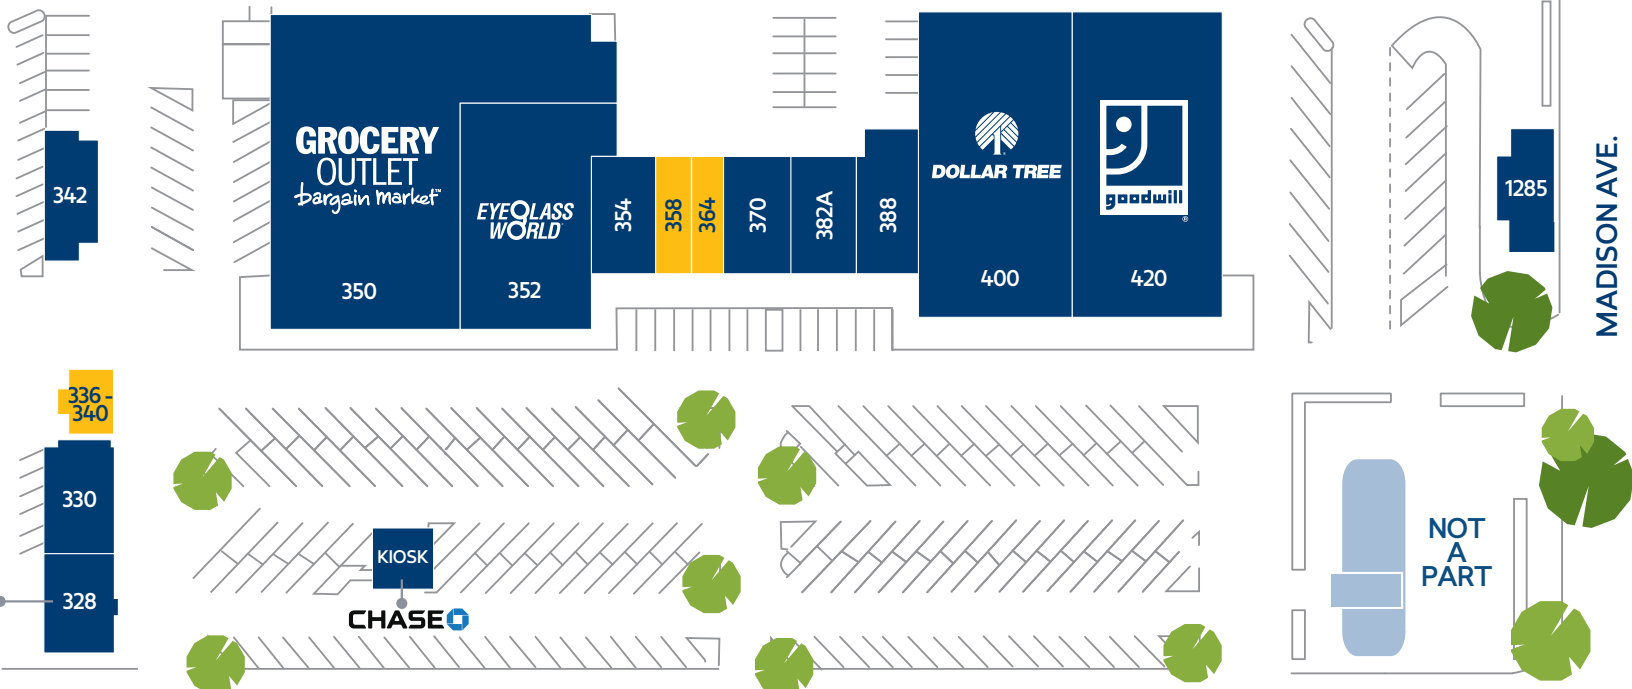 GROCERY
OUTLET
bargain market™
350
EYEGLASS
WORLD
352
354
358
364
370
382A
388
DOLLAR TREE
400
goodwill
®
420
342
1285
MADISON AVE.
336 -
340
330
328
KIOSK
CHASE
NOT
A
PART